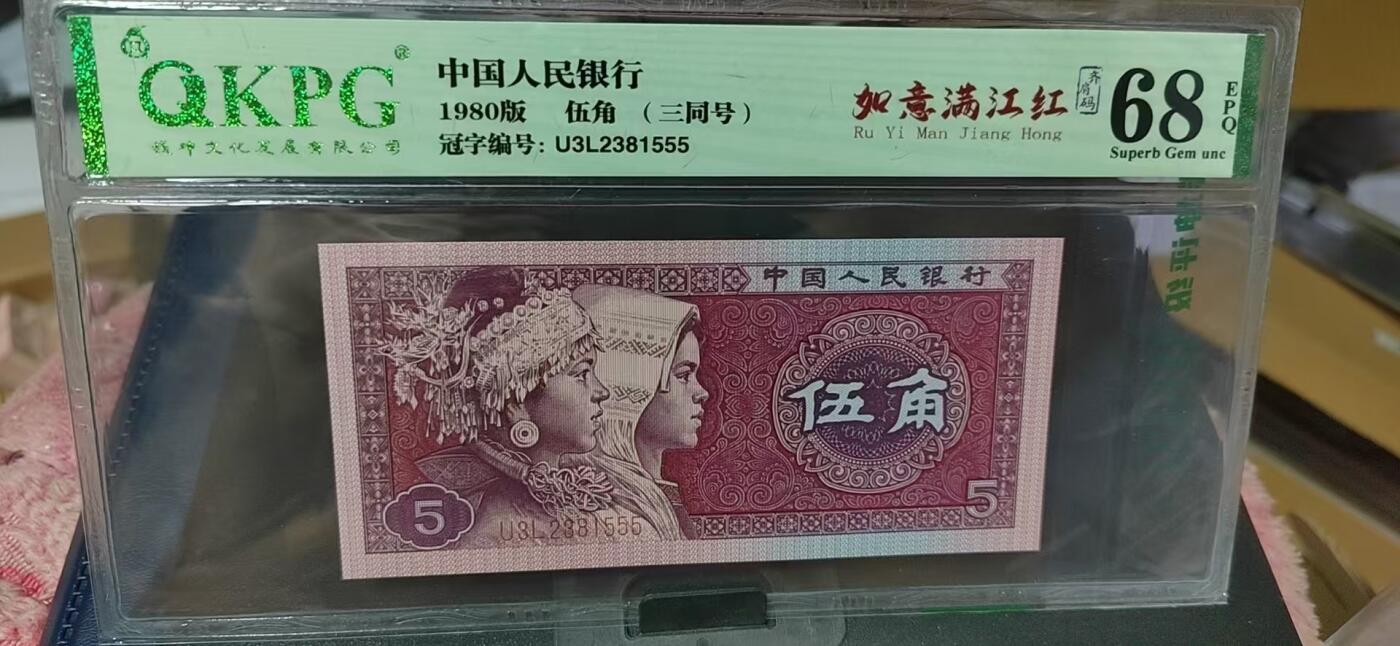 QKPG®
钱坤文化发展有限公司
中国人民银行
1980版 伍角 （三同号）
冠字编号: U3L2381555
如意满江红
Ru Yi Man Jiang Hong
齐肩码
68
EPQ
Superb Gem unc
中国人民银行
伍角
5
5
U3L2381555